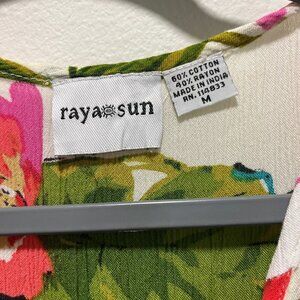 raya sun
60% COTTON
40% RAYON
MADE IN INDIA
RN. 114833
M